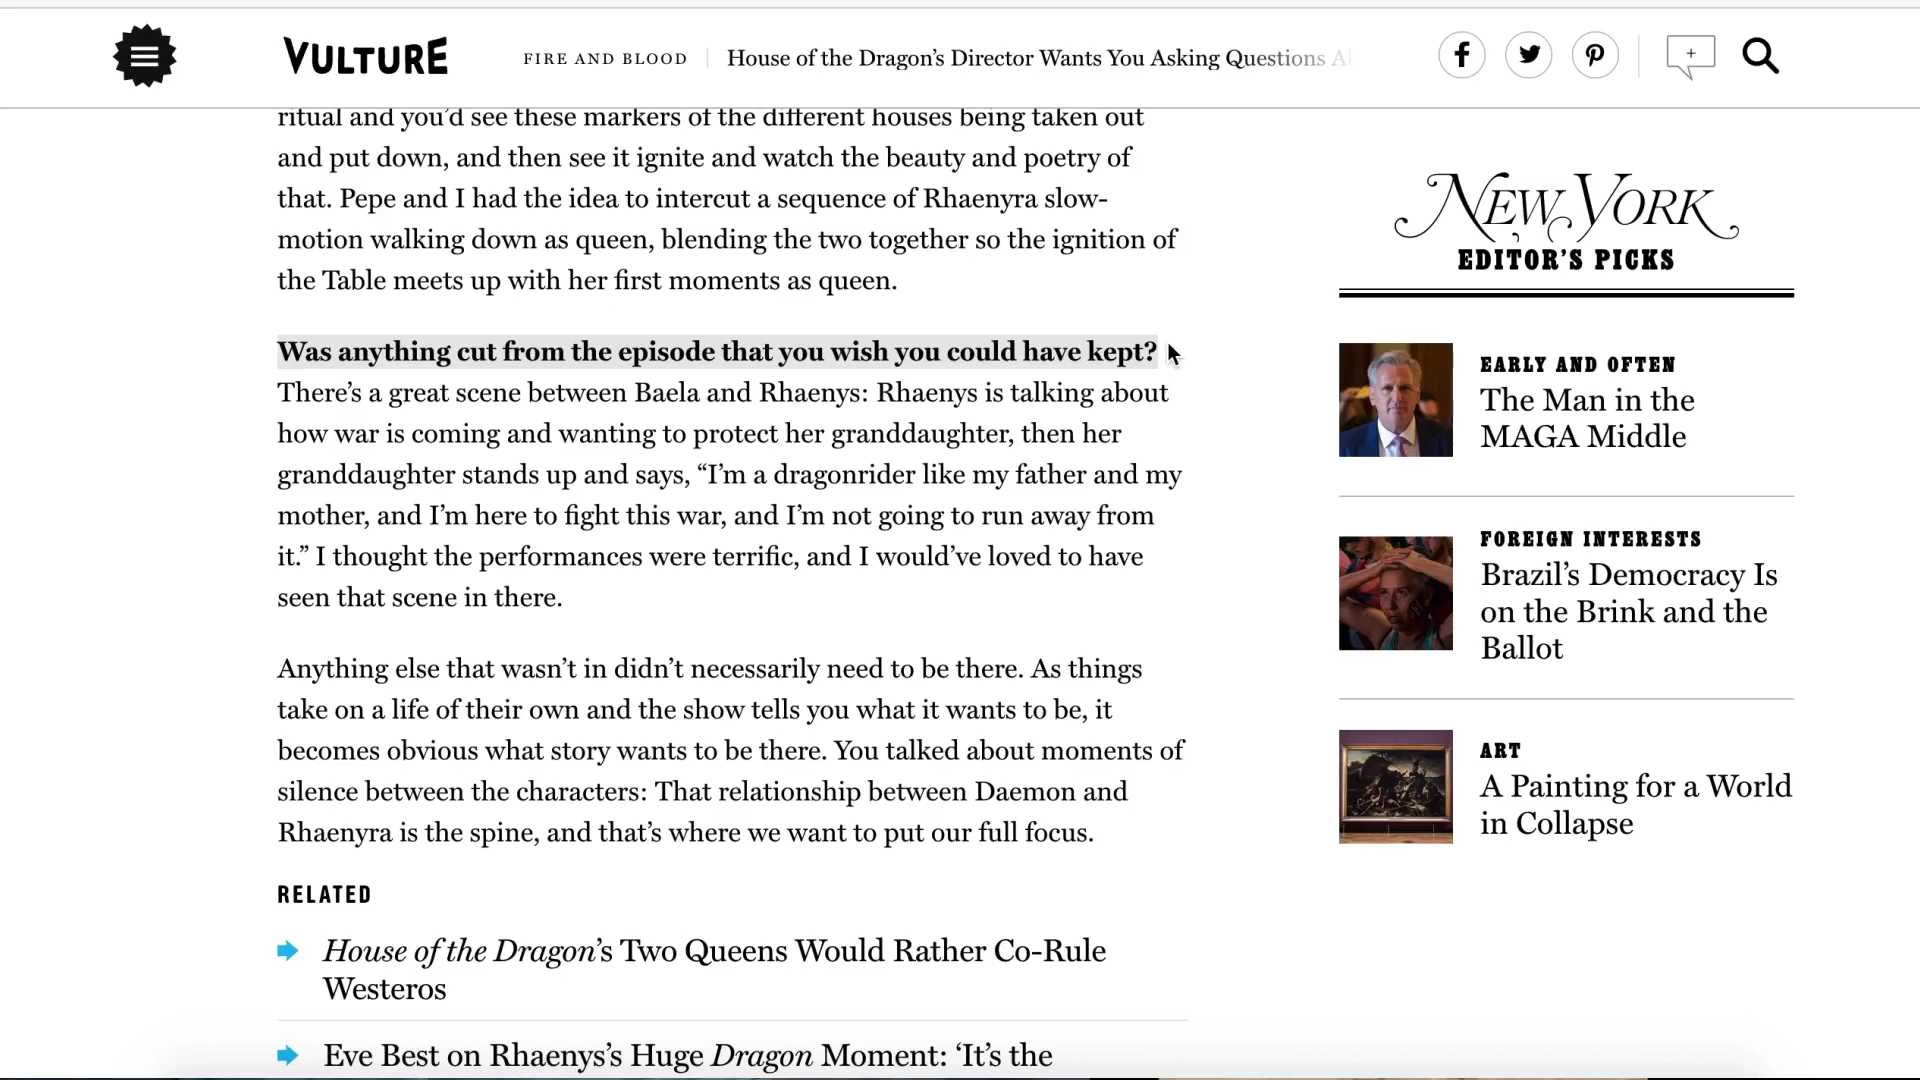 VULTURE
FIRE AND BLOOD
House of the Dragon’s Director Wants You Asking Questions A
ritual and you’d see these markers of the different houses being taken out
and put down, and then see it ignite and watch the beauty and poetry of
that. Pepe and I had the idea to intercut a sequence of Rhaenyra slow-
motion walking down as queen, blending the two together so the ignition of
the Table meets up with her first moments as queen.
Was anything cut from the episode that you wish you could have kept?
There’s a great scene between Baela and Rhaenys: Rhaenys is talking about
how war is coming and wanting to protect her granddaughter, then her
granddaughter stands up and says, “I’m a dragonrider like my father and my
mother, and I’m here to fight this war, and I’m not going to run away from
it.” I thought the performances were terrific, and I would’ve loved to have
seen that scene in there.
Anything else that wasn’t in didn’t necessarily need to be there. As things
take on a life of their own and the show tells you what it wants to be, it
becomes obvious what story wants to be there. You talked about moments of
silence between the characters: That relationship between Daemon and
Rhaenyra is the spine, and that’s where we want to put our full focus.
RELATED
House of the Dragon’s Two Queens Would Rather Co-Rule
Westeros
Eve Best on Rhaenys’s Huge Dragon Moment: ‘It’s the
NEW YORK
EDITOR’S PICKS
EARLY AND OFTEN
The Man in the
MAGA Middle
FOREIGN INTERESTS
Brazil’s Democracy Is
on the Brink and the
Ballot
ART
A Painting for a World
in Collapse